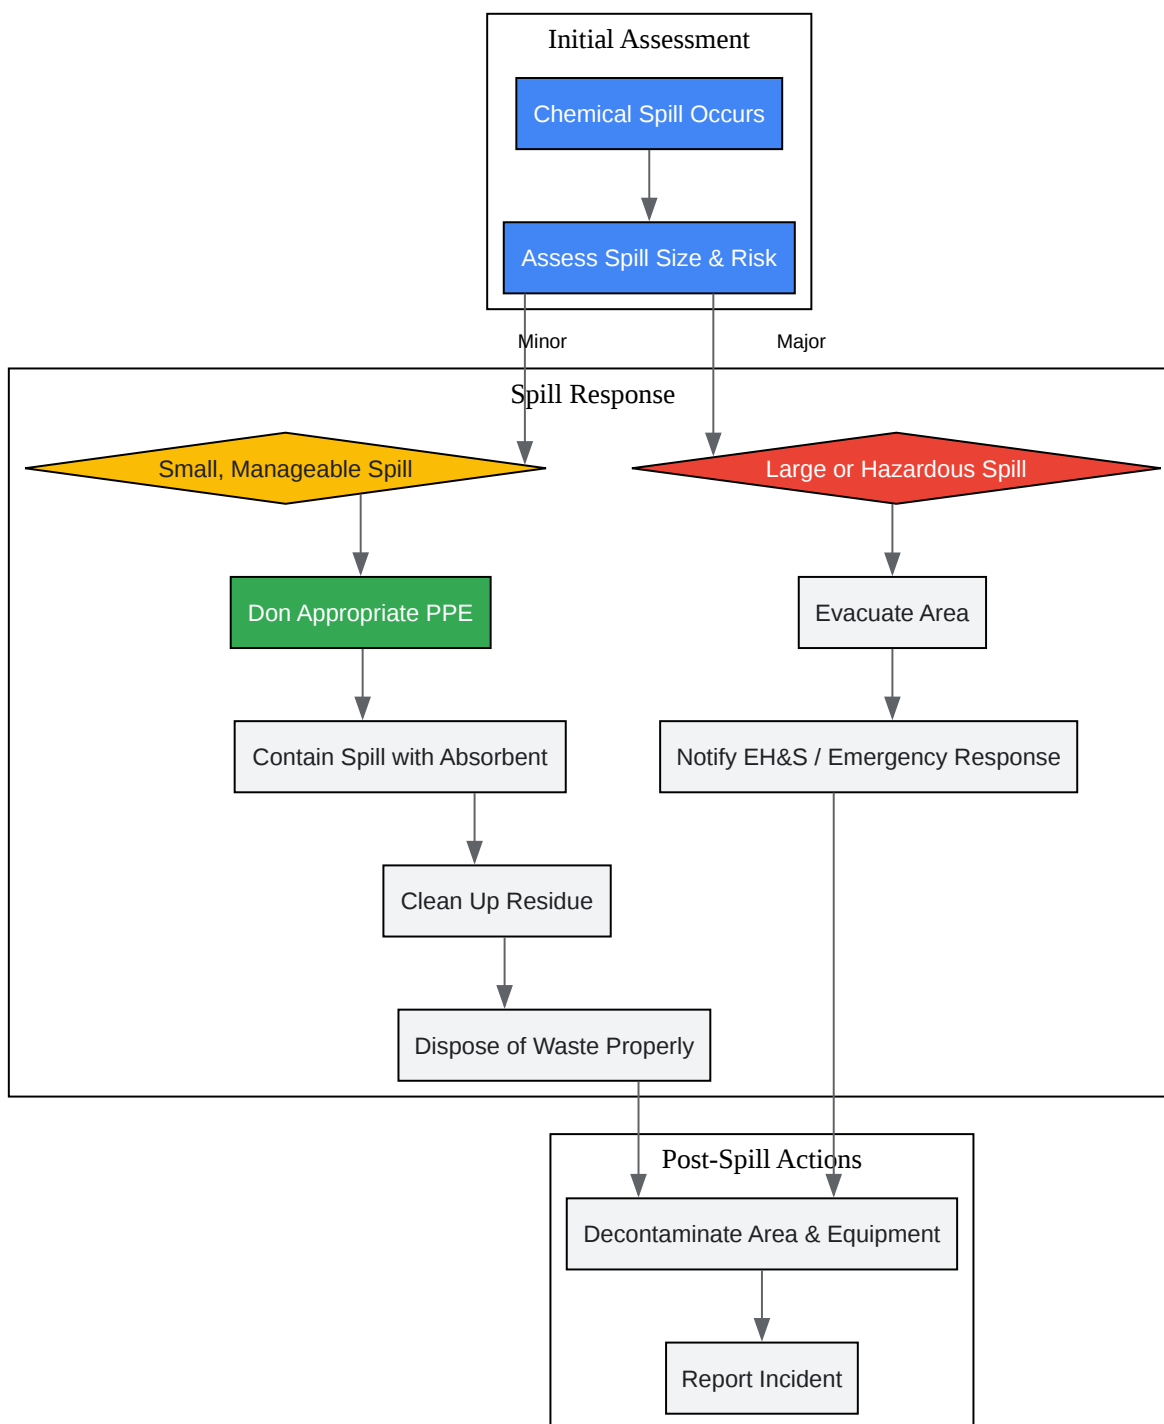 Initial Assessment
Chemical Spill Occurs
Assess Spill Size & Risk
Minor
Major
Spill Response
Small, Manageable Spill
Large or Hazardous Spill
Don Appropriate PPE
Evacuate Area
Contain Spill with Absorbent
Notify EH&S / Emergency Response
Clean Up Residue
Dispose of Waste Properly
Post-Spill Actions
Decontaminate Area & Equipment
Report Incident